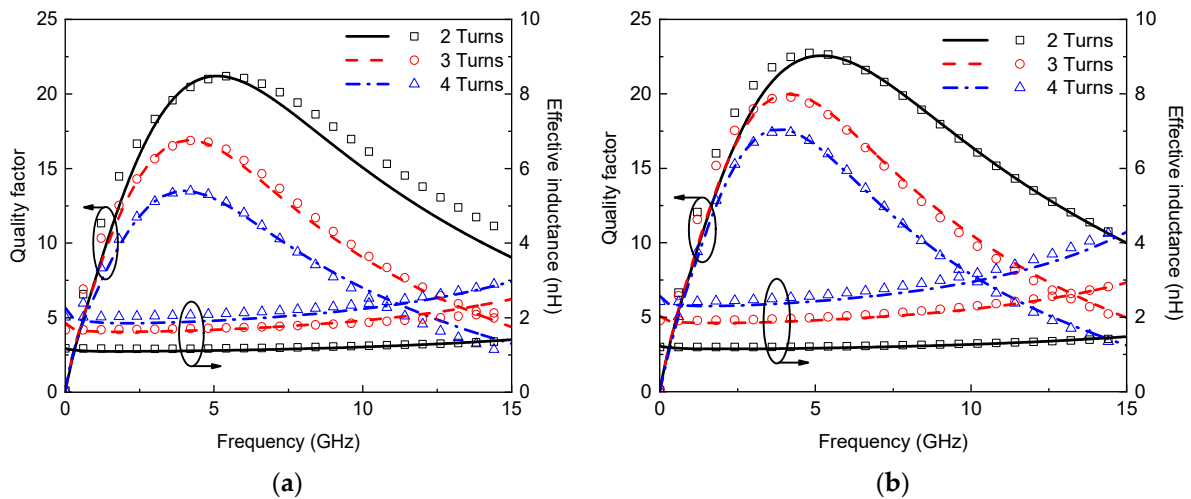 25
20
15
10
5
0
Quality factor
0
5
10
15
Frequency (GHz)
10
8
6
4
2
0
Effective inductance (nH)
2 Turns
3 Turns
4 Turns
(a)
25
20
15
10
5
0
Quality factor
0
5
10
15
Frequency (GHz)
10
8
6
4
2
0
Effective inductance (nH)
2 Turns
3 Turns
4 Turns
(b)